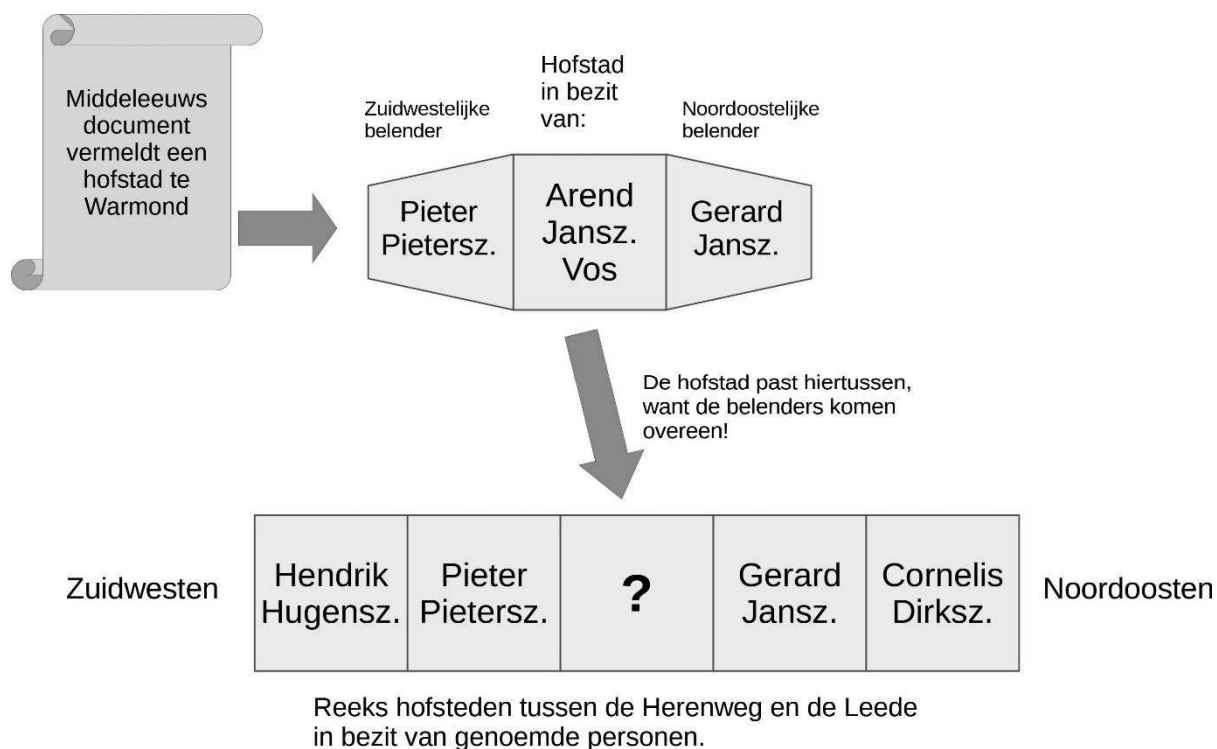 Middeleeuws
document
vermeldt een
hofstad te
Warmond
Zuidwestelijke
belender
Hofstad
in bezit
van:
Noordoostelijke
belender
Pieter
Pietersz.
Arend
Jansz.
Vos
Gerard
Jansz.
De hofstad past hiertussen,
want de belenders komen
overeen!
Zuidwesten
Hendrik
Hugensz.
Pieter
Pietersz.
?
Gerard
Jansz.
Cornelis
Dirksz.
Noordoosten
Reeks hofsteden tussen de Herenweg en de Leede
in bezit van genoemde personen.